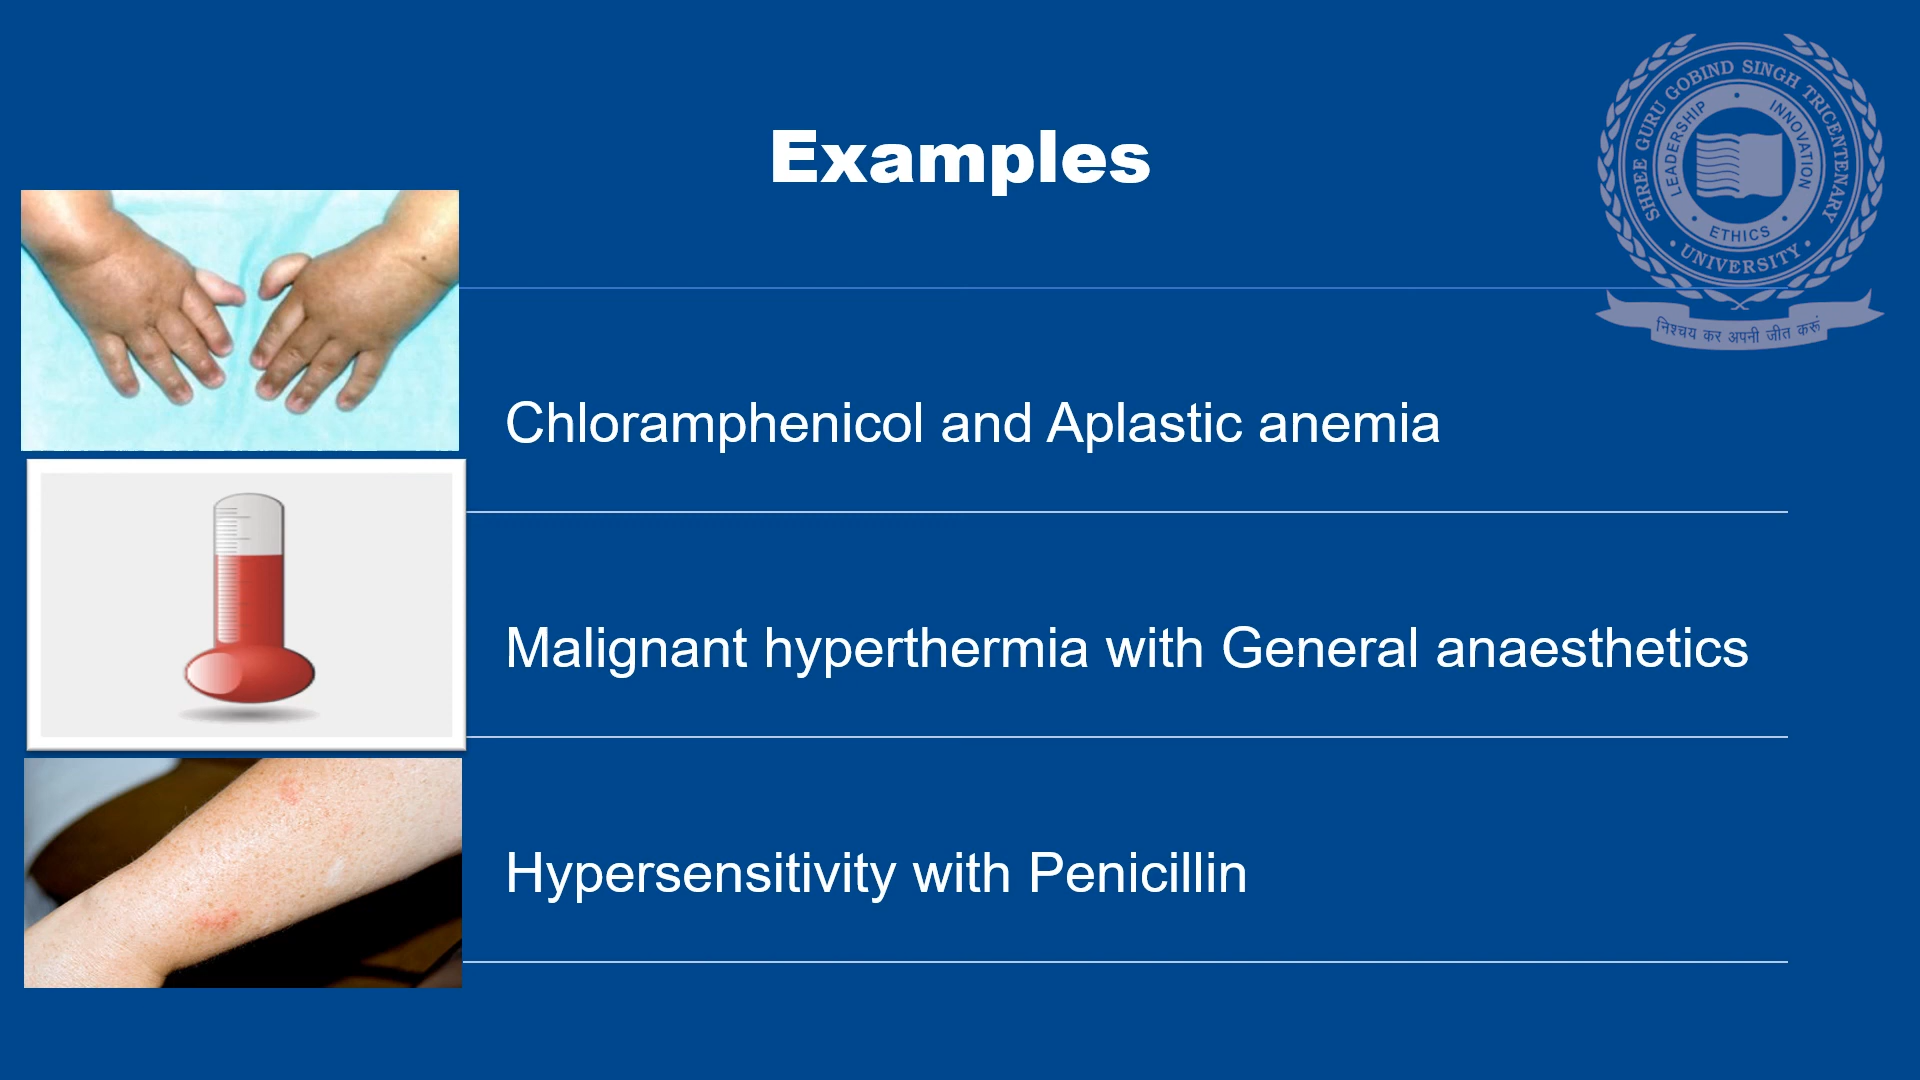 Examples
SHREE GURU GOBIND SINGH TRICENTENARY
UNIVERSITY
LEADERSHIP
INNOVATION
ETHICS
निश्चय कर अपनी जीत करूं
Chloramphenicol and Aplastic anemia
Malignant hyperthermia with General anaesthetics
Hypersensitivity with Penicillin